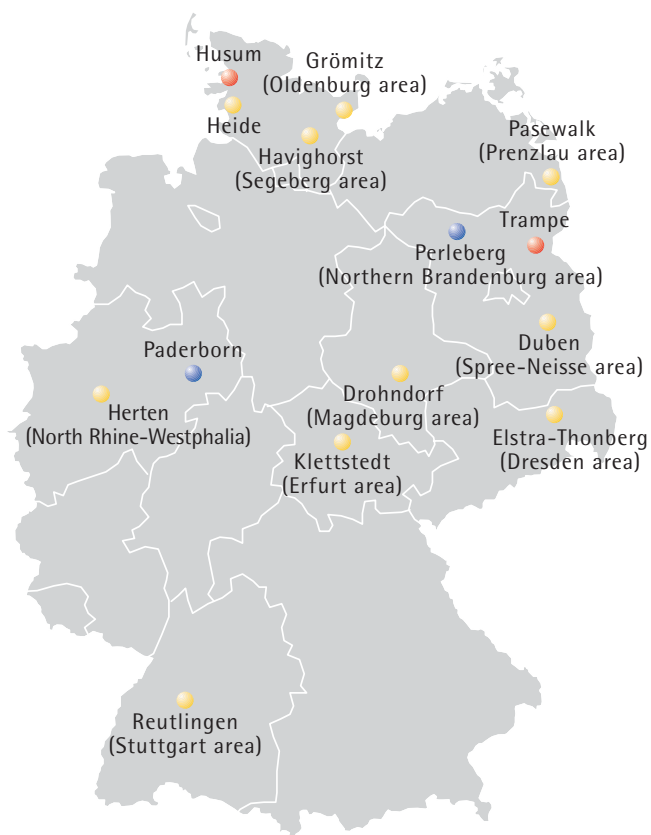 Husum
Grömitz
(Oldenburg area)
Heide
Havighorst
(Segeberg area)
Pasewalk
(Prenzlau area)
Trampe
Perleberg
(Northern Brandenburg area)
Duben
(Spree-Neisse area)
Paderborn
Drohndorf
(Magdeburg area)
Herten
(North Rhine-Westphalia)
Elstra-Thonberg
(Dresden area)
Klettstedt
(Erfurt area)
Reutlingen
(Stuttgart area)